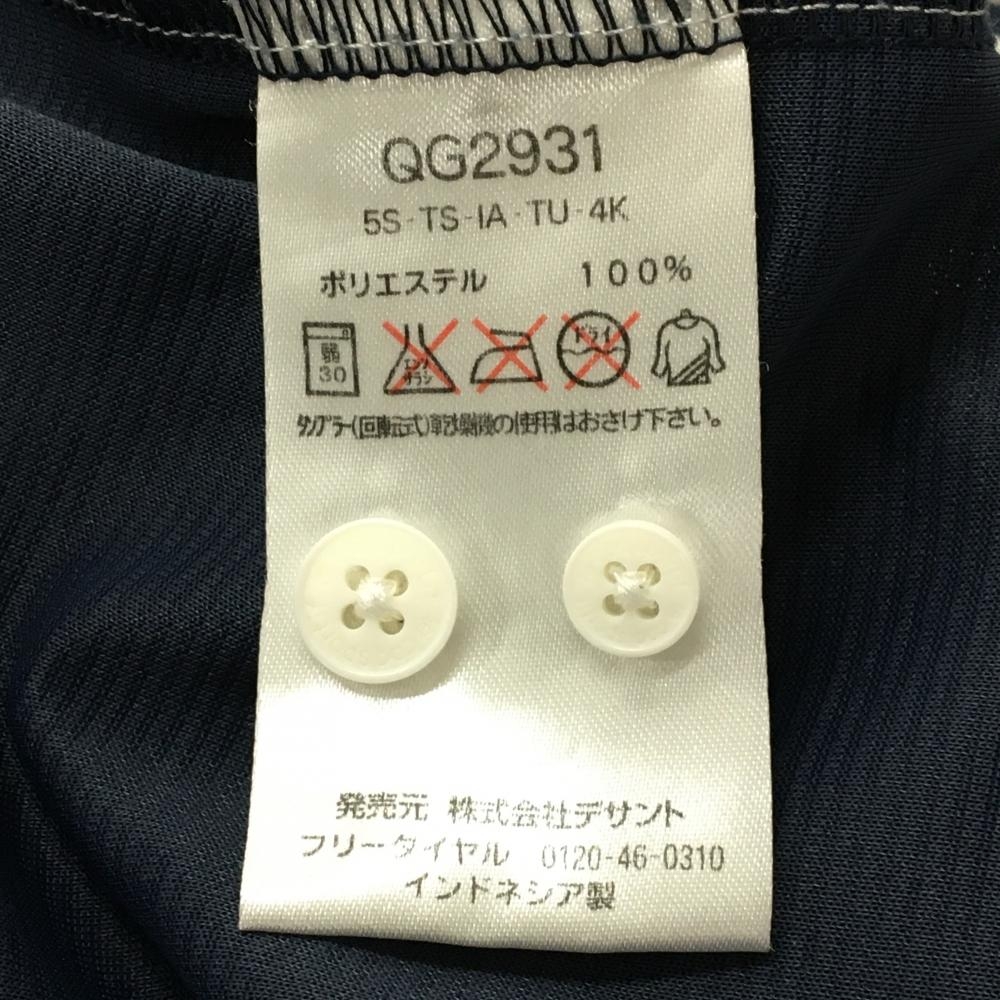 QG2931
5S-TS-IA-TU-4K
ポリエステル 100%
弱
30
エンソ
サラシ
ドライ
タンブラー(回転式)乾燥機の使用はおさけ下さい。
発売元 株式会社デサント
フリーダイヤル 0120-46-0310
インドネシア製